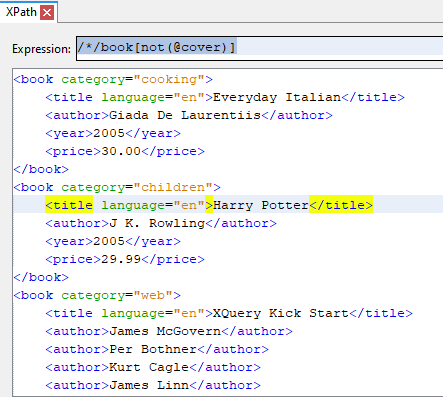 XPath
Expression: /*/book[not(@cover)]
<book category="cooking">
    <title language="en">Everyday Italian</title>
    <author>Giada De Laurentiis</author>
    <year>2005</year>
    <price>30.00</price>
</book>
<book category="children">
    <title language="en">Harry Potter</title>
    <author>J K. Rowling</author>
    <year>2005</year>
    <price>29.99</price>
</book>
<book category="web">
    <title language="en">XQuery Kick Start</title>
    <author>James McGovern</author>
    <author>Per Bothner</author>
    <author>Kurt Cagle</author>
    <author>James Linn</author>